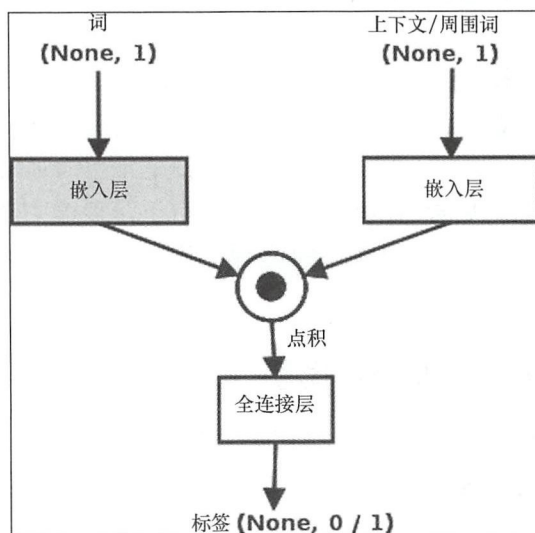 词
(None, 1)
上下文/周围词
(None, 1)
嵌入层
嵌入层
点积
全连接层
标签 (None, 0 / 1)